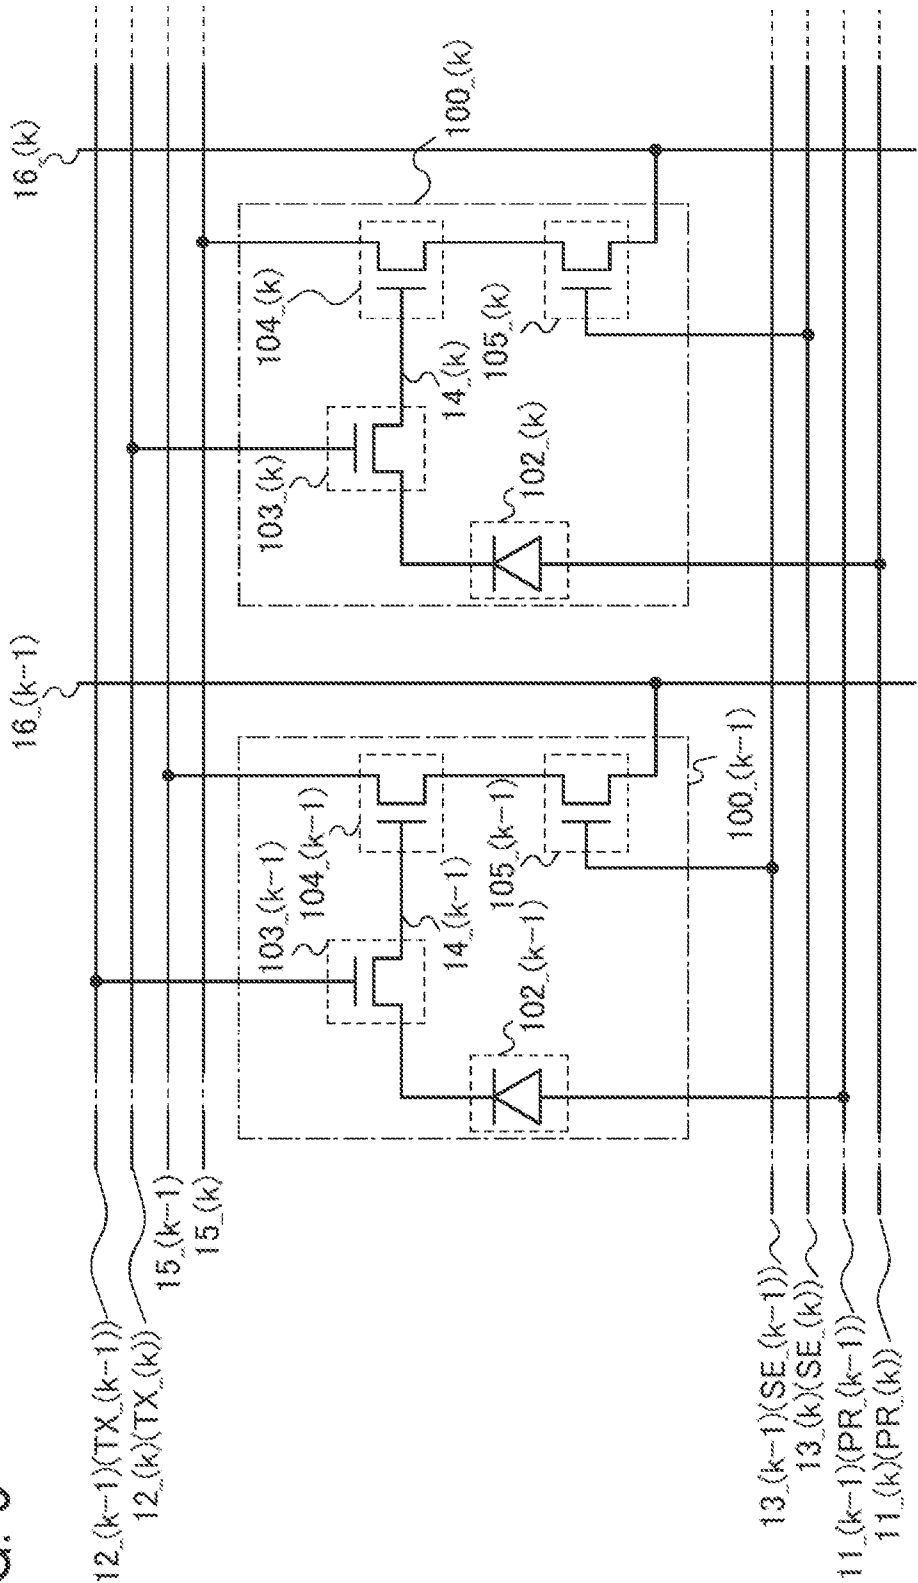 16_(k)
100_(k)
104_(k)
105_(k)
14_(k)
103_(k)
102_(k)
16_(k-1)
100_(k-1)
104_(k-1)
105_(k-1)
103_(k-1)
14_(k-1)
102_(k-1)
15_(k-1)
15_(k)
12_(k-1)(TX_(k-1))
12_(k)(TX_(k))
13_(k-1)(SE_(k-1))
13_(k)(SE_(k))
11_(k-1)(PR_(k-1))
11_(k)(PR_(k))